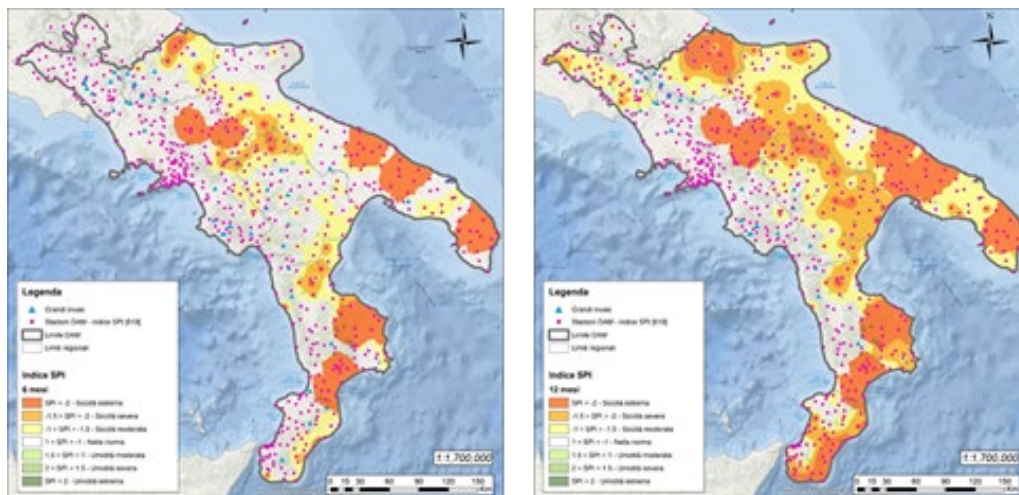 N
Legenda
Grandi invasi
Stazioni DAM - indice SPI [615]
Limite DAM
Limiti regionali
Indice SPI
6 mesi
SPI < -2 - Siccità estrema
-1.5 > SPI > -2 - Siccità severa
-1 > SPI > -1.5 - Siccità moderata
1 > SPI > -1 - Nella norma
1.5 > SPI > 1 - Umidità moderata
2 > SPI > 1.5 - Umidità severa
SPI > 2 - Umidità estrema
1:1.700.000
0 15 30 60 90 120 150
Km
N
Legenda
Grandi invasi
Stazioni DAM - indice SPI [615]
Limite DAM
Limiti regionali
Indice SPI
12 mesi
SPI < -2 - Siccità estrema
-1.5 > SPI > -2 - Siccità severa
-1 > SPI > -1.5 - Siccità moderata
1 > SPI > -1 - Nella norma
1.5 > SPI > 1 - Umidità moderata
2 > SPI > 1.5 - Umidità severa
SPI > 2 - Umidità estrema
1:1.700.000
0 15 30 60 90 120 150
Km